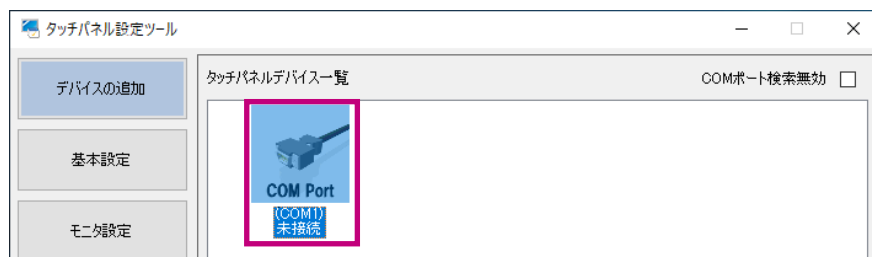 タッチパネル設定ツール
デバイスの追加
基本設定
モニタ設定
タッチパネルデバイス一覧
COMポート検索無効
COM Port
(COM1)
未接続